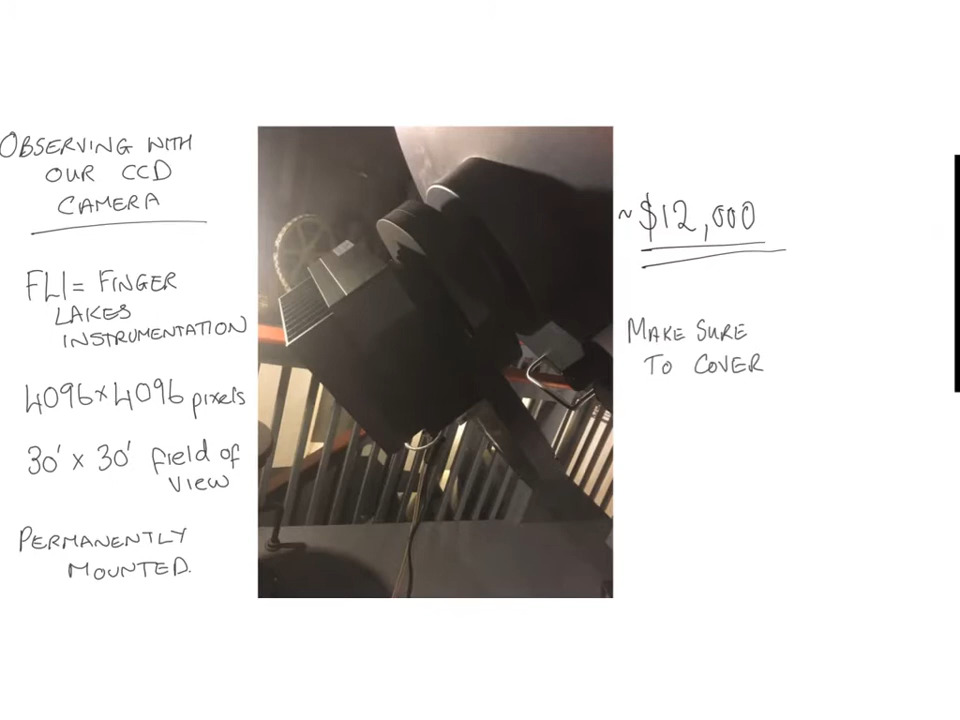 OBSERVING WITH
OUR CCD
CAMERA
FLI = FINGER
LAKES
INSTRUMENTATION
4096 x 4096 pixels
30' x 30' field of
view
PERMANENTLY
MOUNTED.
~ $12,000
MAKE SURE
TO COVER